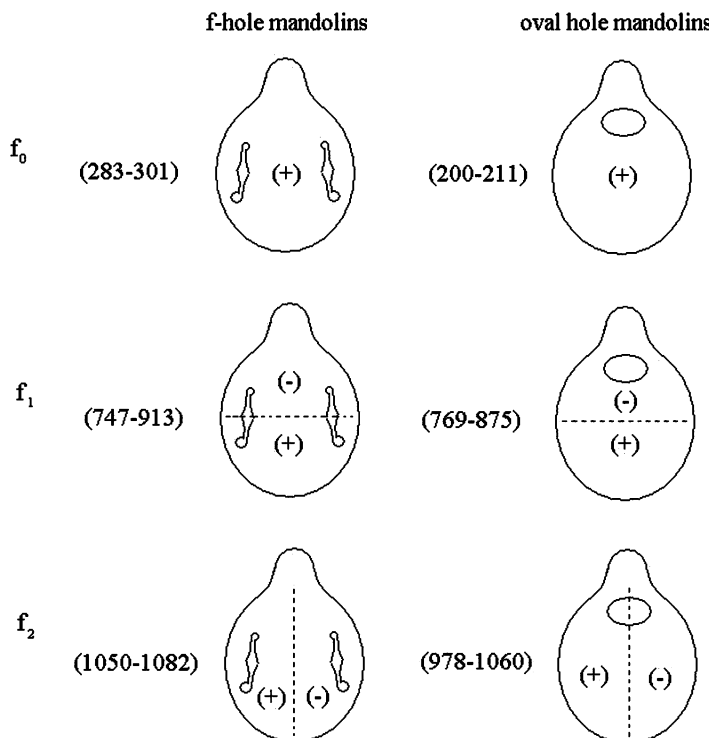 f-hole mandolins oval hole mandolins
f₀ (283-301) (+) (200-211) (+)
f₁ (747-913) (-) (+) (769-875) (-) (+)
f₂ (1050-1082) (+) (-) (978-1060) (+) (-)